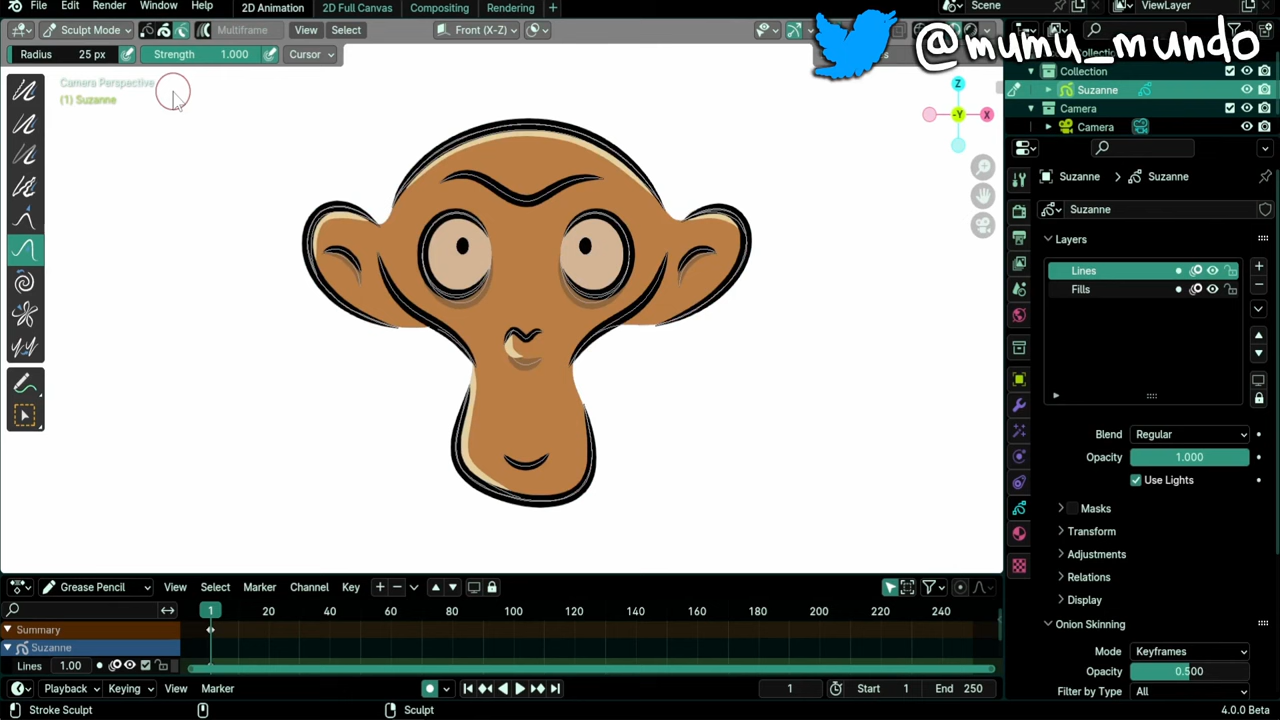 File Edit Render Window Help 2D Animation 2D Full Canvas Compositing Rendering + Scene ViewLayer
Sculpt Mode Multiframe View Select Front (X-Z)
Radius 25 px Strength 1.000 Cursor
@mumu_mundo
Camera Perspective
(1) Suzanne
Z
-Y X
Collection
Suzanne
Camera
Camera
Suzanne > Suzanne
Suzanne
Layers
Lines
Fills
Blend Regular
Opacity 1.000
Use Lights
Masks
Transform
Adjustments
Relations
Display
Onion Skinning
Mode Keyframes
Opacity 0.500
Filter by Type All
Grease Pencil View Select Marker Channel Key
1 20 40 60 80 100 120 140 160 180 200 220 240
Summary
Suzanne
Lines 1.00
Playback Keying View Marker 1 Start 1 End 250
Stroke Sculpt Sculpt 4.0.0 Beta